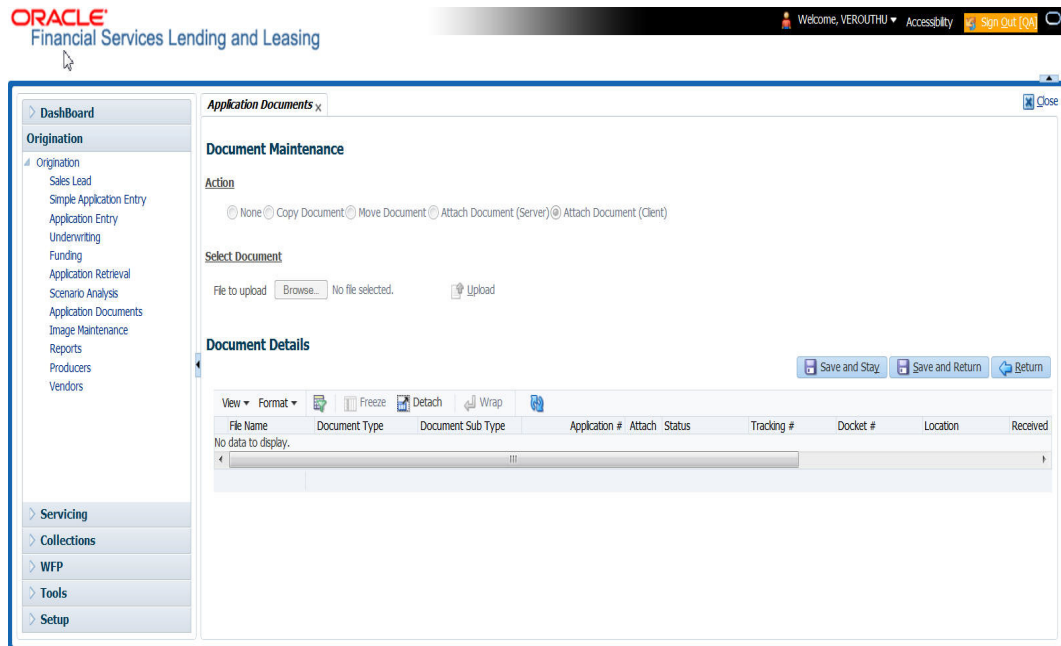 ORACLE
Financial Services Lending and Leasing
Welcome, VEROUTHU
Accessibility
Sign Out [QA]
DashBoard
Origination
Origination
Sales Lead
Simple Application Entry
Application Entry
Underwriting
Funding
Application Retrieval
Scenario Analysis
Application Documents
Image Maintenance
Reports
Producers
Vendors
Servicing
Collections
WFP
Tools
Setup
Application Documents
Close
Document Maintenance
Action
None Copy Document Move Document Attach Document (Server) Attach Document (Client)
Select Document
File to upload Browse... No file selected. Upload
Document Details
Save and Stay Save and Return Return
View Format Freeze Detach Wrap
File Name Document Type Document Sub Type Application # Attach Status Tracking # Docket # Location Received
No data to display.